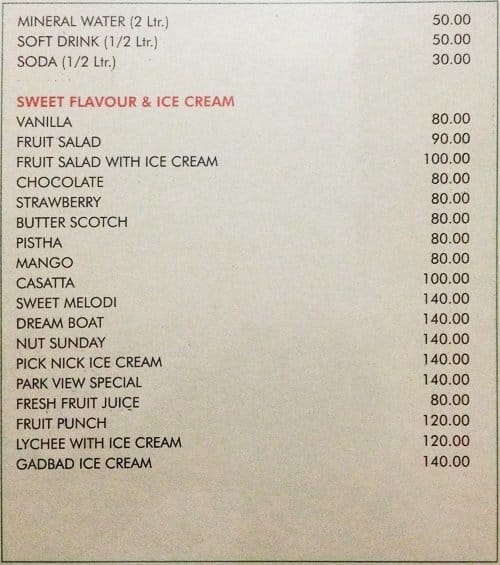 MINERAL WATER (2 Ltr.) 50.00
SOFT DRINK (1/2 Ltr.) 50.00
SODA (1/2 Ltr.) 30.00
SWEET FLAVOUR & ICE CREAM
VANILLA 80.00
FRUIT SALAD 90.00
FRUIT SALAD WITH ICE CREAM 100.00
CHOCOLATE 80.00
STRAWBERRY 80.00
BUTTER SCOTCH 80.00
PISTHA 80.00
MANGO 80.00
CASATTA 100.00
SWEET MELODI 140.00
DREAM BOAT 140.00
NUT SUNDAY 140.00
PICK NICK ICE CREAM 140.00
PARK VIEW SPECIAL 140.00
FRESH FRUIT JUICE 80.00
FRUIT PUNCH 120.00
LYCHEE WITH ICE CREAM 120.00
GADBAD ICE CREAM 140.00